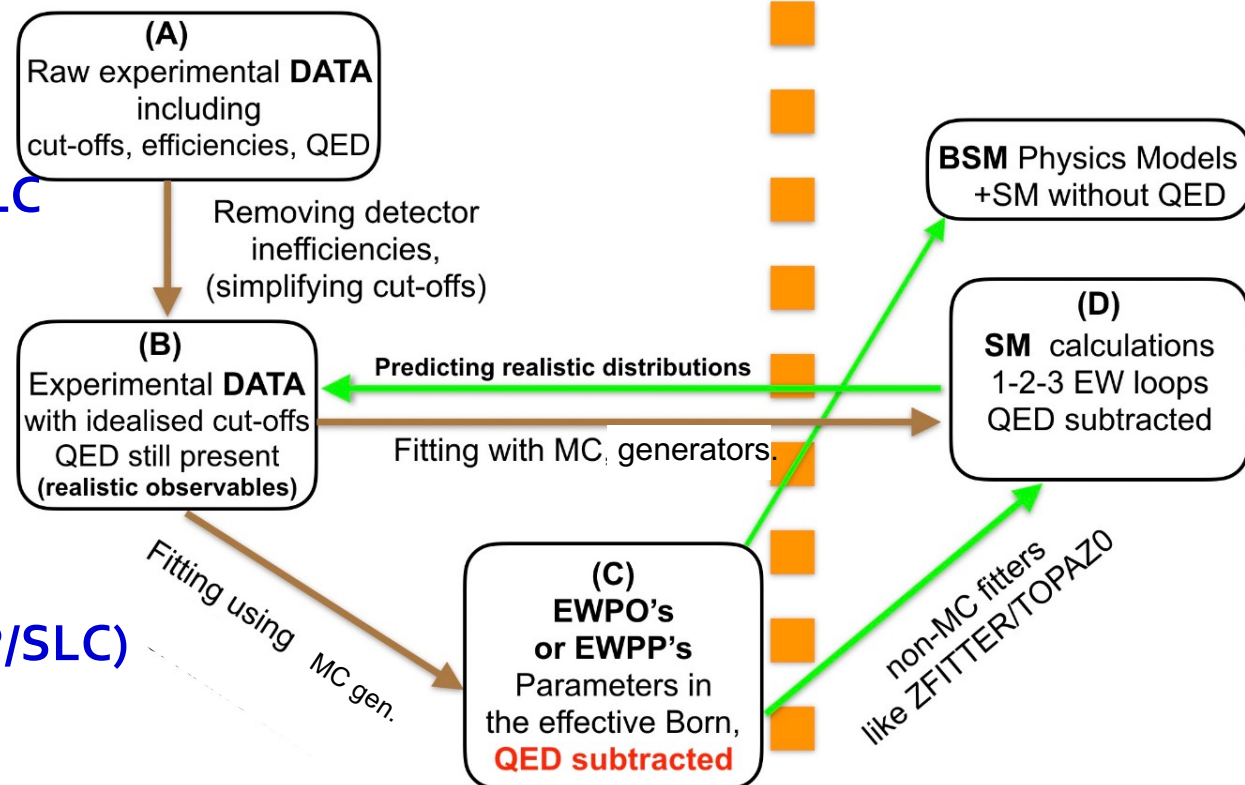 (A)
Raw experimental DATA
including
cut-offs, efficiencies, QED
LC
Removing detector
inefficiencies,
(simplifying cut-offs)
BSM Physics Models
+SM without QED
(B)
Experimental DATA
with idealised cut-offs
QED still present
(realistic observables)
Predicting realistic distributions
Fitting with MC, generators.
(D)
SM calculations
1-2-3 EW loops
QED subtracted
Fitting using MC gen.
/SLC)
(C)
EWPO's
or EWPP's
Parameters in
the effective Born,
QED subtracted
non-MC fitters
like ZFITTER/TOPAZ0